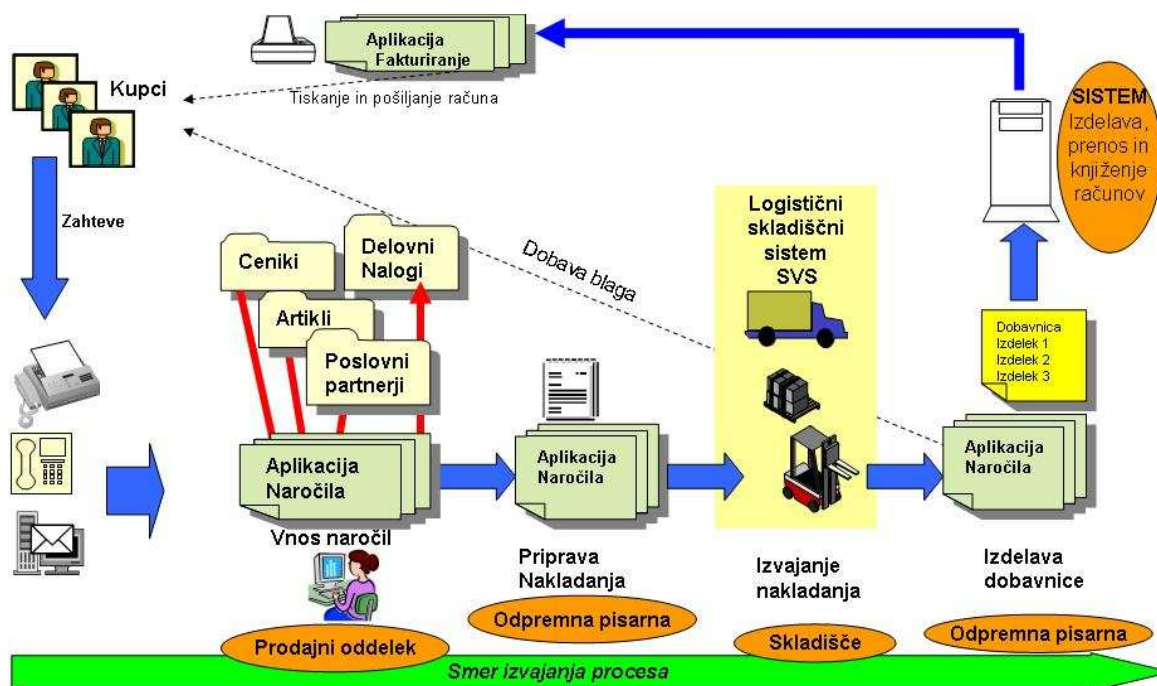 Aplikacija
Fakturiranje
Kupci
Tiskanje in pošiljanje računa
SISTEM
Izdelava,
prenos in
knjiženje
računov
Zahteve
Logistični
skladiščni
sistem
SVS
Ceniki
Delovni
Nalogi
Dobava blaga
Artikli
Poslovni
partnerji
Dobavnica
Izdelek 1
Izdelek 2
Izdelek 3
Aplikacija
Naročila
Aplikacija
Naročila
Aplikacija
Naročila
Vnos naročil
Priprava
Nakladanja
Izvajanje
nakladanja
Izdelava
dobavnice
Prodajni oddelek
Odpremna pisarna
Skladišče
Odpremna pisarna
Smer izvajanja procesa